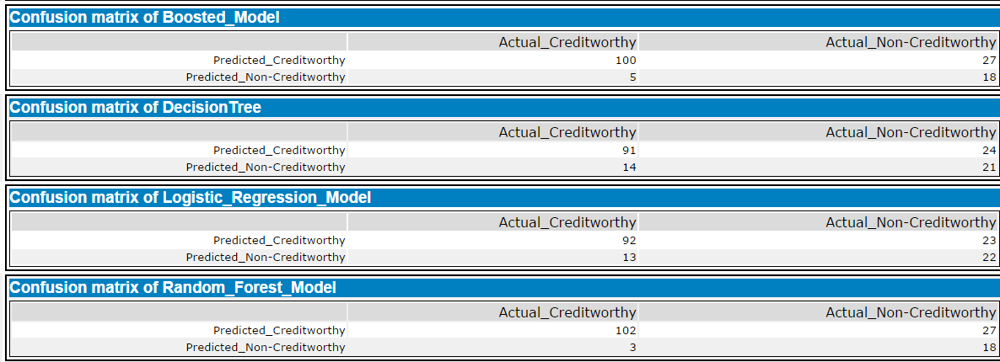 Confusion matrix of Boosted_Model
Actual_Creditworthy Actual_Non-Creditworthy
Predicted_Creditworthy 100 27
Predicted_Non-Creditworthy 5 18
Confusion matrix of DecisionTree
Actual_Creditworthy Actual_Non-Creditworthy
Predicted_Creditworthy 91 24
Predicted_Non-Creditworthy 14 21
Confusion matrix of Logistic_Regression_Model
Actual_Creditworthy Actual_Non-Creditworthy
Predicted_Creditworthy 92 23
Predicted_Non-Creditworthy 13 22
Confusion matrix of Random_Forest_Model
Actual_Creditworthy Actual_Non-Creditworthy
Predicted_Creditworthy 102 27
Predicted_Non-Creditworthy 3 18